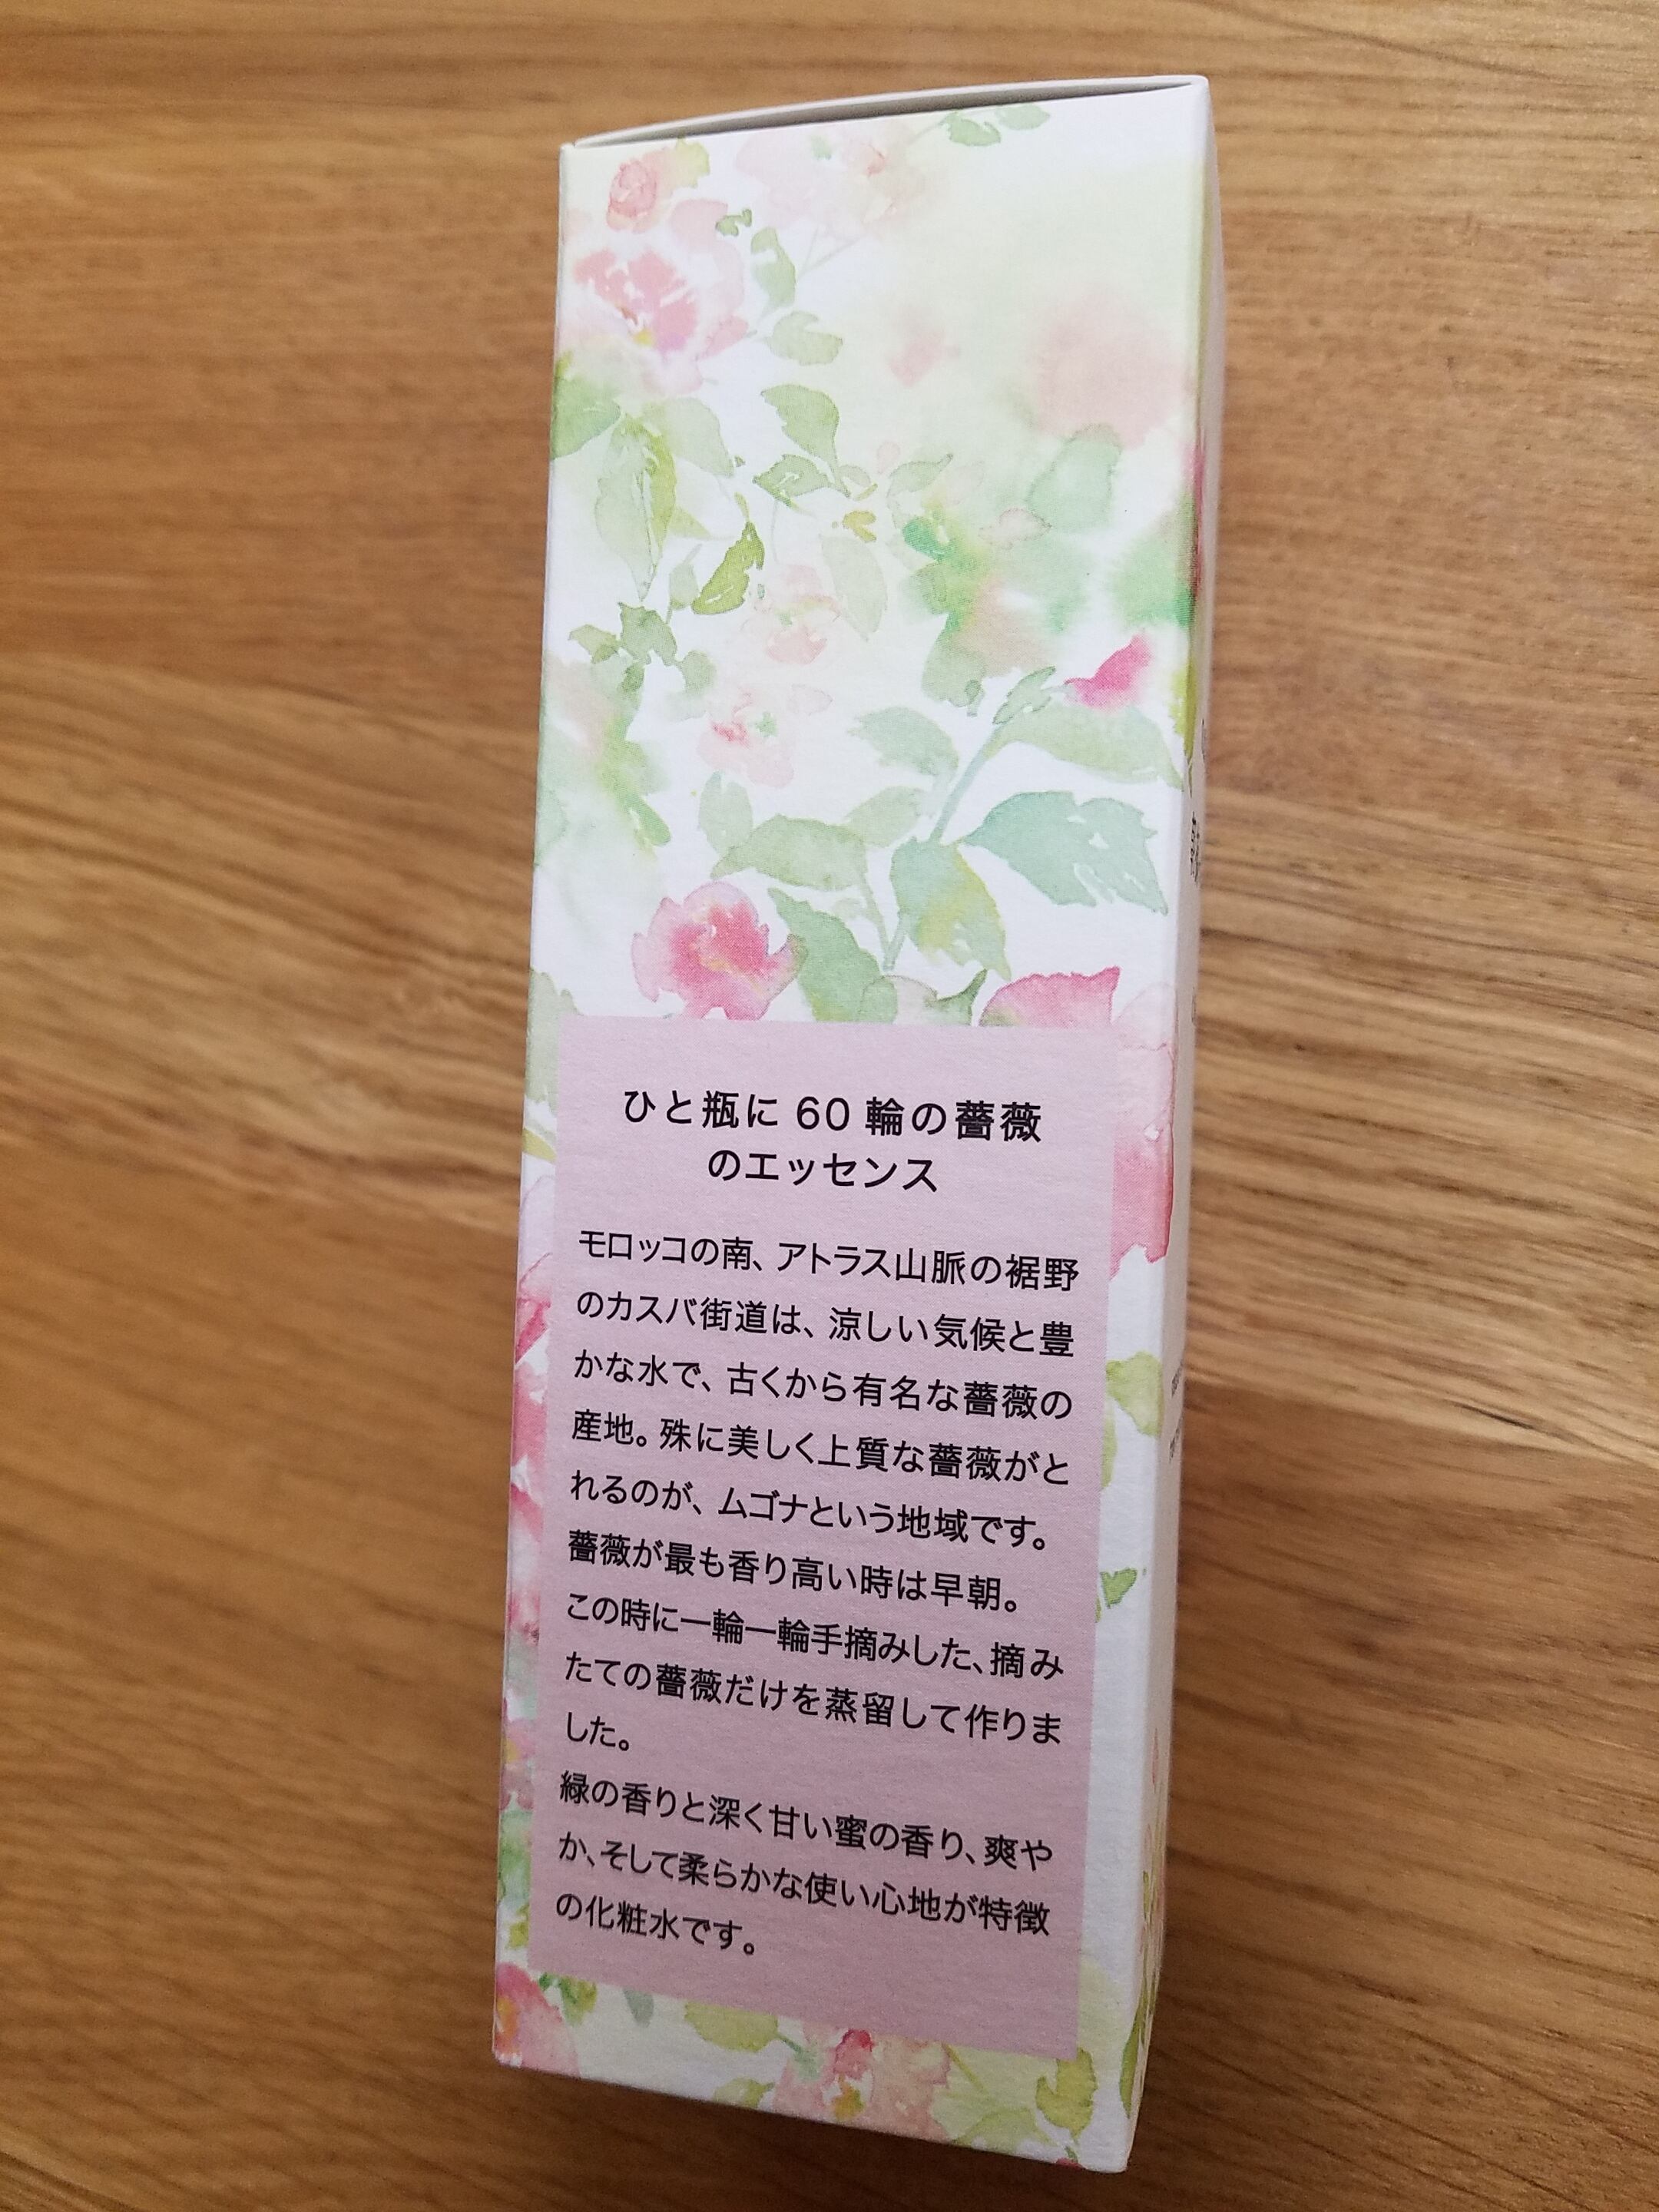 ひと瓶に 60 輪の薔薇
のエッセンス
モロッコの南、アトラス山脈の裾野
のカスバ街道は、涼しい気候と豊
かな水で、古くから有名な薔薇の
産地。殊に美しく上質な薔薇がと
れるのが、ムゴナという地域です。
薔薇が最も香り高い時は早朝。
この時に一輪一輪手摘みした、摘み
たての薔薇だけを蒸留して作りま
した。
緑の香りと深く甘い蜜の香り、爽や
か、そして柔らかな使い心地が特徴
の化粧水です。